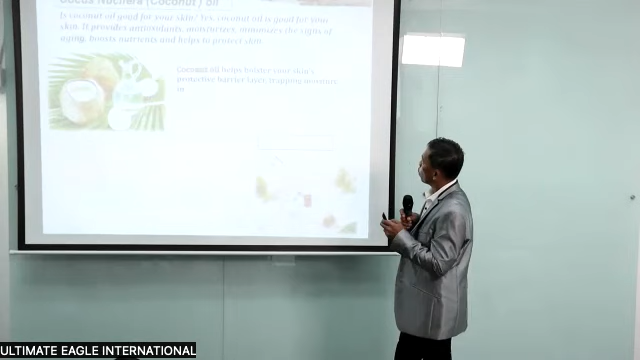 Cocus Nucifera (Coconut) oil
Is coconut oil good for your skin? Yes, coconut oil is good for your
skin. It provides antioxidants, moisturizes, minimizes the signs of
aging, boosts nutrients and helps to protect skin.
Coconut oil helps bolster your skin's
protective barrier layer, trapping moisture
in.
ULTIMATE EAGLE INTERNATIONAL